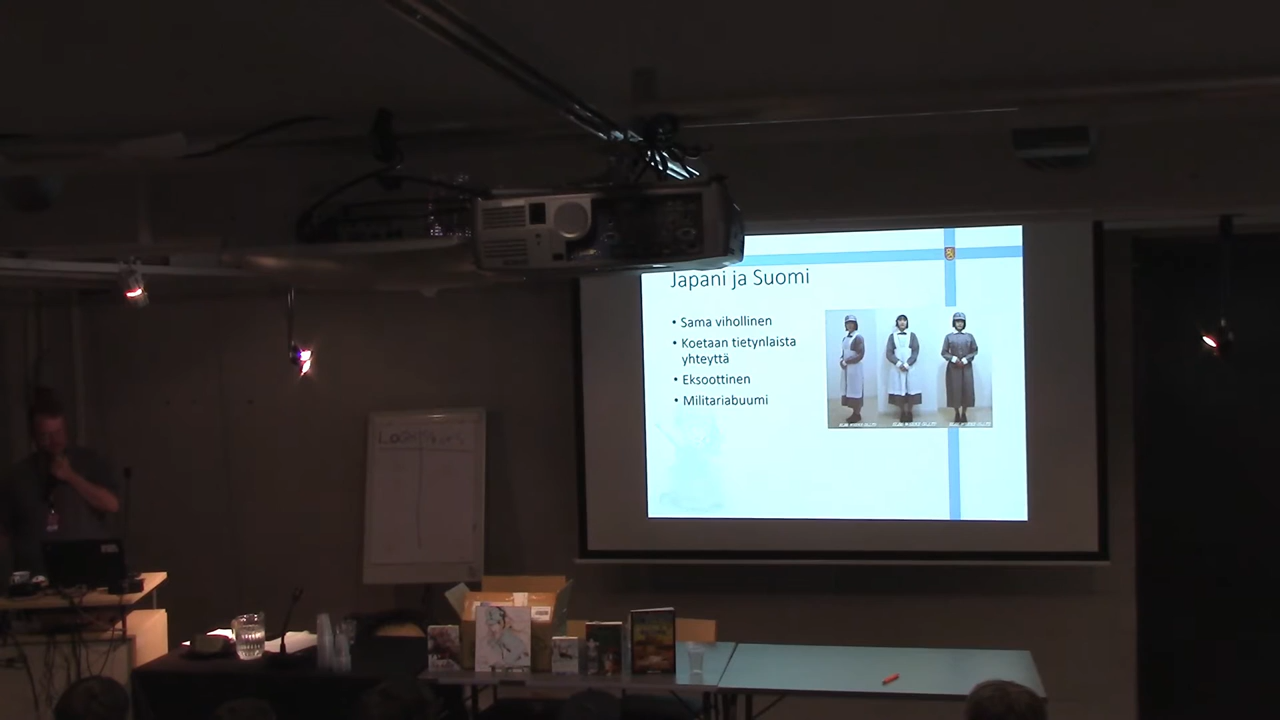 Japani ja Suomi
• Sama vihollinen
• Koetaan tietynlaista
yhteyttä
• Eksoottinen
• Militariabuumi